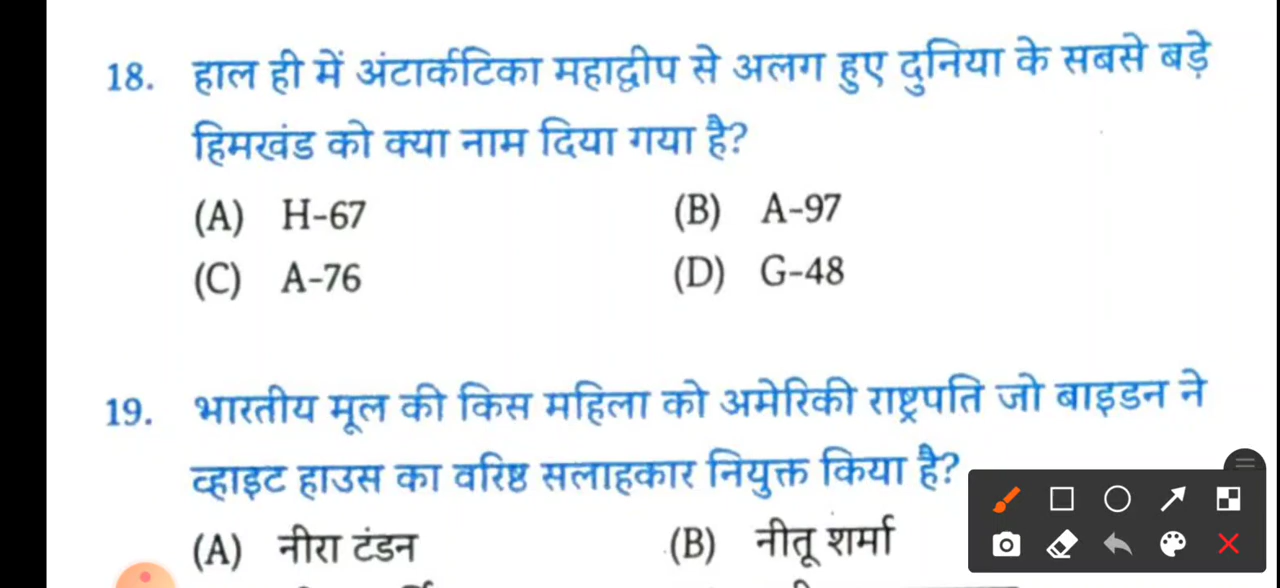 18. हाल ही में अंटार्कटिका महाद्वीप से अलग हुए दुनिया के सबसे बड़े
हिमखंड को क्या नाम दिया गया है?
(A) H-67 (B) A-97
(C) A-76 (D) G-48
19. भारतीय मूल की किस महिला को अमेरिकी राष्ट्रपति जो बाइडन ने
व्हाइट हाउस का वरिष्ठ सलाहकार नियुक्त किया है?
(A) नीरा टंडन (B) नीतू शर्मा